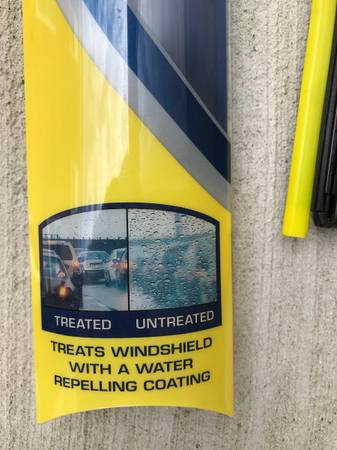 TREATED UNTREATED
TREATS WINDSHIELD
WITH A WATER
REPELLING COATING